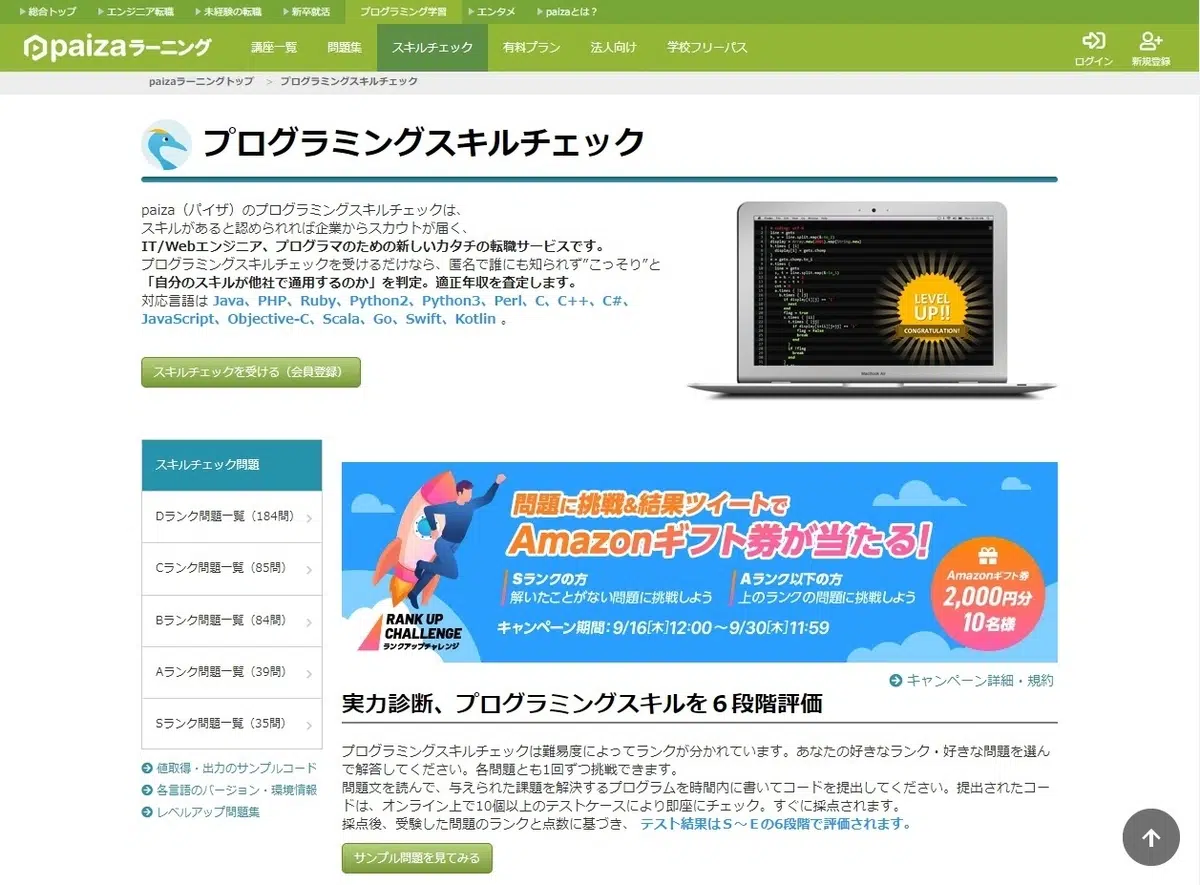 総合トップ エンジニア転職 未経験の転職 新卒就活 プログラミング学習 エンタメ paizaとは？
paizaラーニング 講座一覧 問題集 スキルチェック 有料プラン 法人向け 学校フリーパス ログイン 新規登録
paizaラーニングトップ > プログラミングスキルチェック
プログラミングスキルチェック
paiza（パイザ）のプログラミングスキルチェックは、
スキルがあると認められれば企業からスカウトが届く、
IT/Webエンジニア、プログラマのための新しいカタチの転職サービスです。
プログラミングスキルチェックを受けるだけなら、匿名で誰にも知られず”こっそり”と
「自分のスキルが他社で通用するのか」を判定。適正年収を査定します。
対応言語は Java、PHP、Ruby、Python2、Python3、Perl、C、C++、C#、
JavaScript、Objective-C、Scala、Go、Swift、Kotlin 。
LEVEL
UP!!
CONGRATULATION!
MacBook Air
スキルチェックを受ける（会員登録）
スキルチェック問題
Dランク問題一覧（184問）
Cランク問題一覧（85問）
Bランク問題一覧（84問）
Aランク問題一覧（39問）
Sランク問題一覧（35問）
値取得・出力のサンプルコード
各言語のバージョン・環境情報
レベルアップ問題集
問題に挑戦&結果ツイートで
Amazonギフト券が当たる!
Sランクの方
解いたことがない問題に挑戦しよう
Aランク以下の方
上のランクの問題に挑戦しよう
キャンペーン期間：9/16[木]12:00〜9/30[木]11:59
Amazonギフト券
2,000円分
10名様
RANK UP
CHALLENGE
ランクアップチャレンジ
キャンペーン詳細・規約
実力診断、プログラミングスキルを６段階評価
プログラミングスキルチェックは難易度によってランクが分かれています。あなたの好きなランク・好きな問題を選ん
で解答してください。各問題とも1回ずつ挑戦できます。
問題文を読んで、与えられた課題を解決するプログラムを時間内に書いてコードを提出してください。提出されたコー
ドは、オンライン上で10個以上のテストケースにより即座にチェック。すぐに採点されます。
採点後、受験した問題のランクと点数に基づき、 テスト結果はＳ〜Ｅの6段階で評価されます。
サンプル問題を見てみる